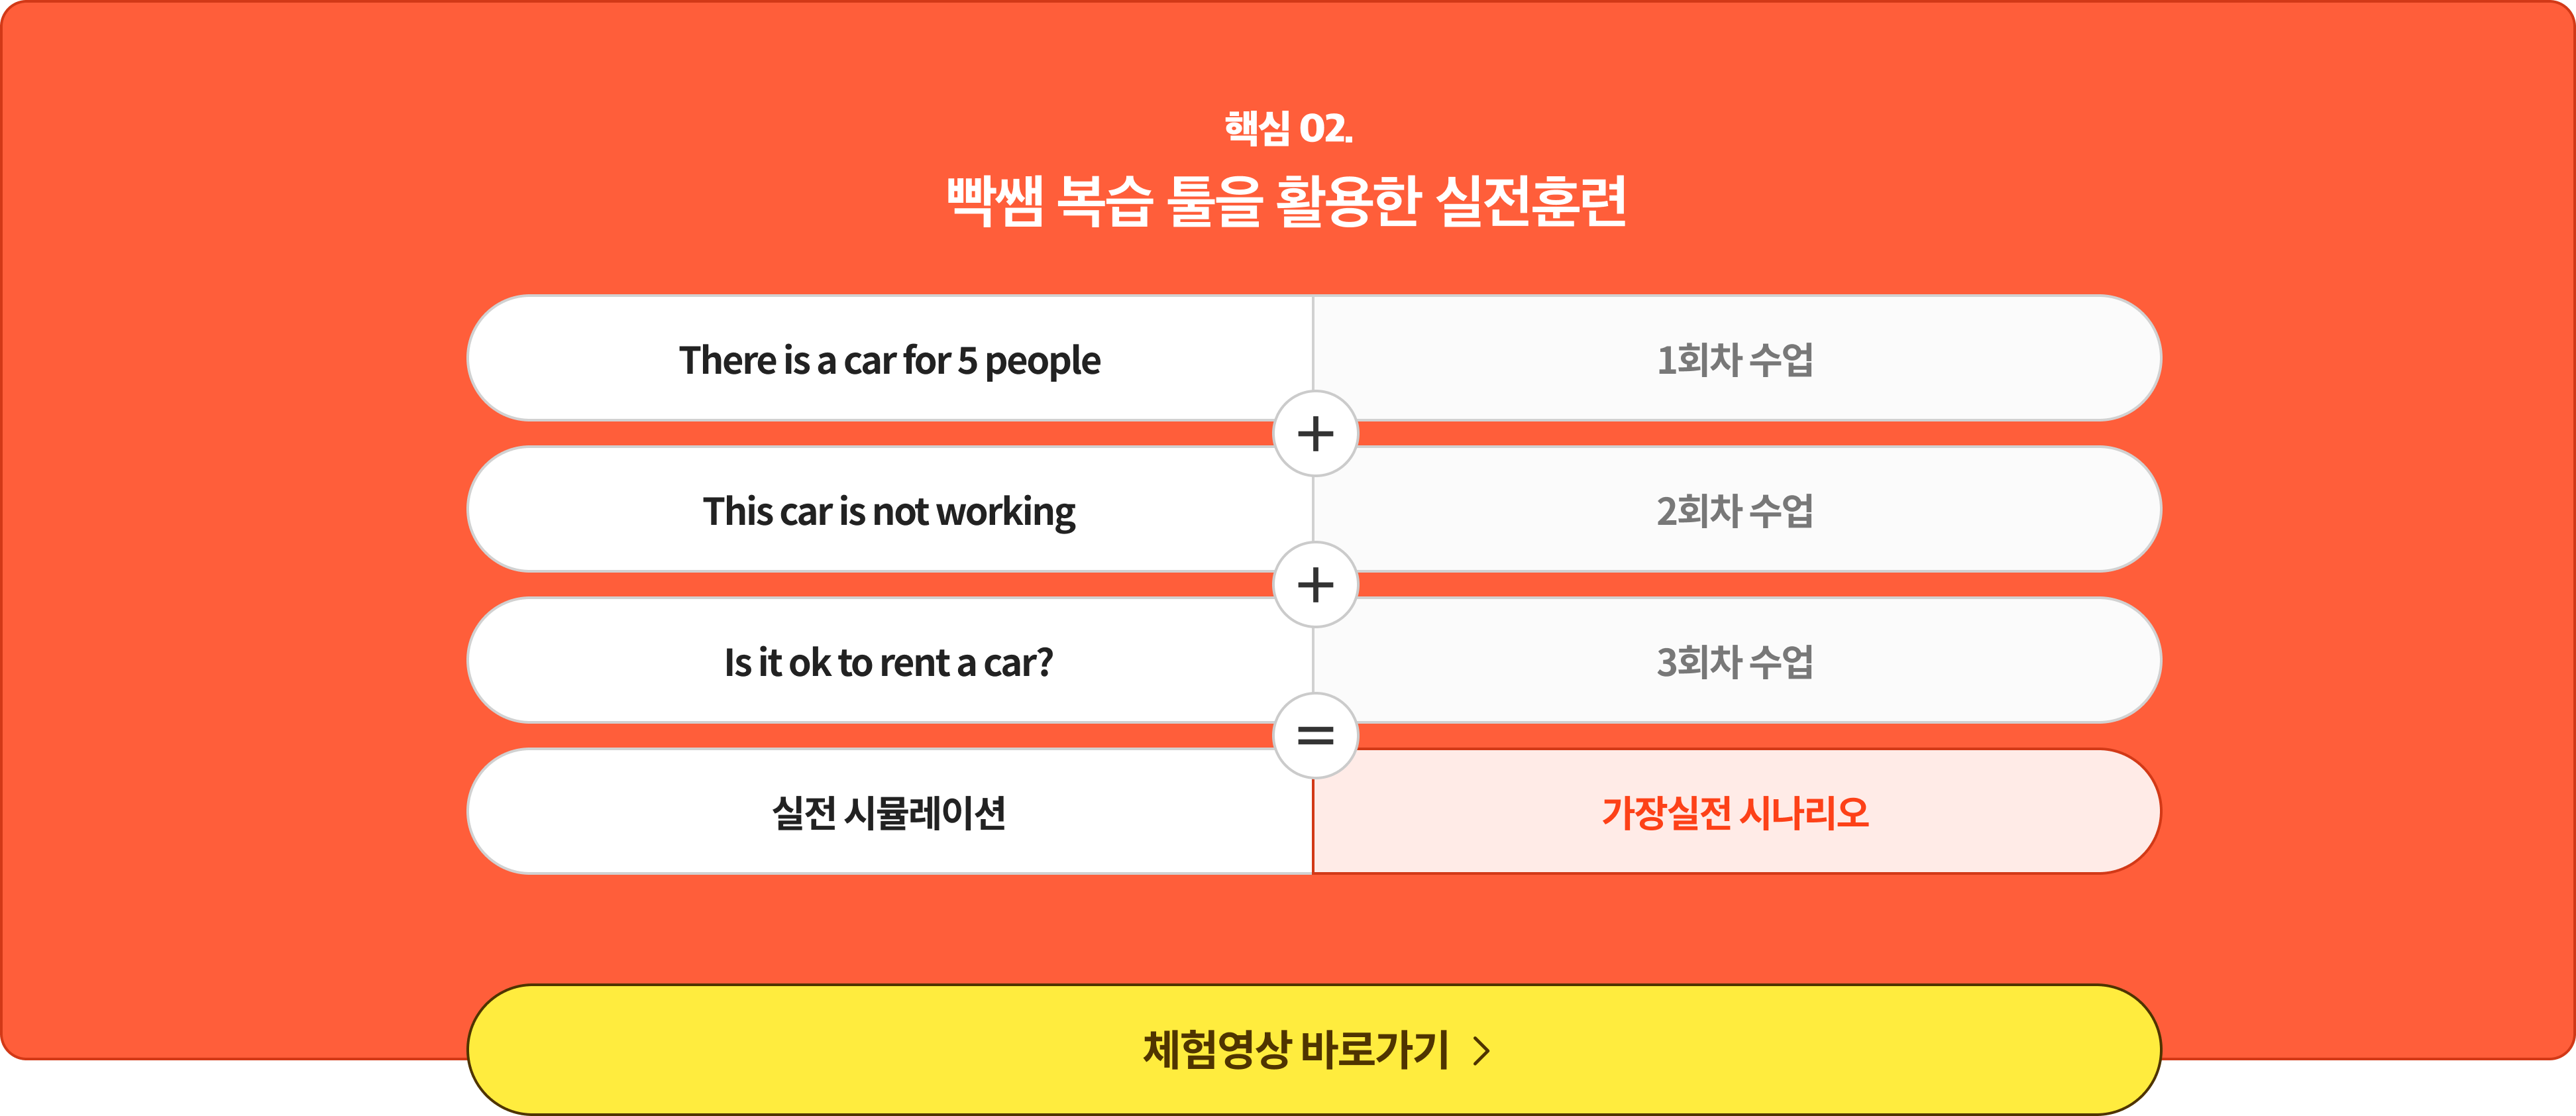 핵심 02.
빡쌤 복습 툴을 활용한 실전훈련
There is a car for 5 people
1회차 수업
+
This car is not working
2회차 수업
+
Is it ok to rent a car?
3회차 수업
=
실전 시뮬레이션
가장실전 시나리오
체험영상 바로가기 >